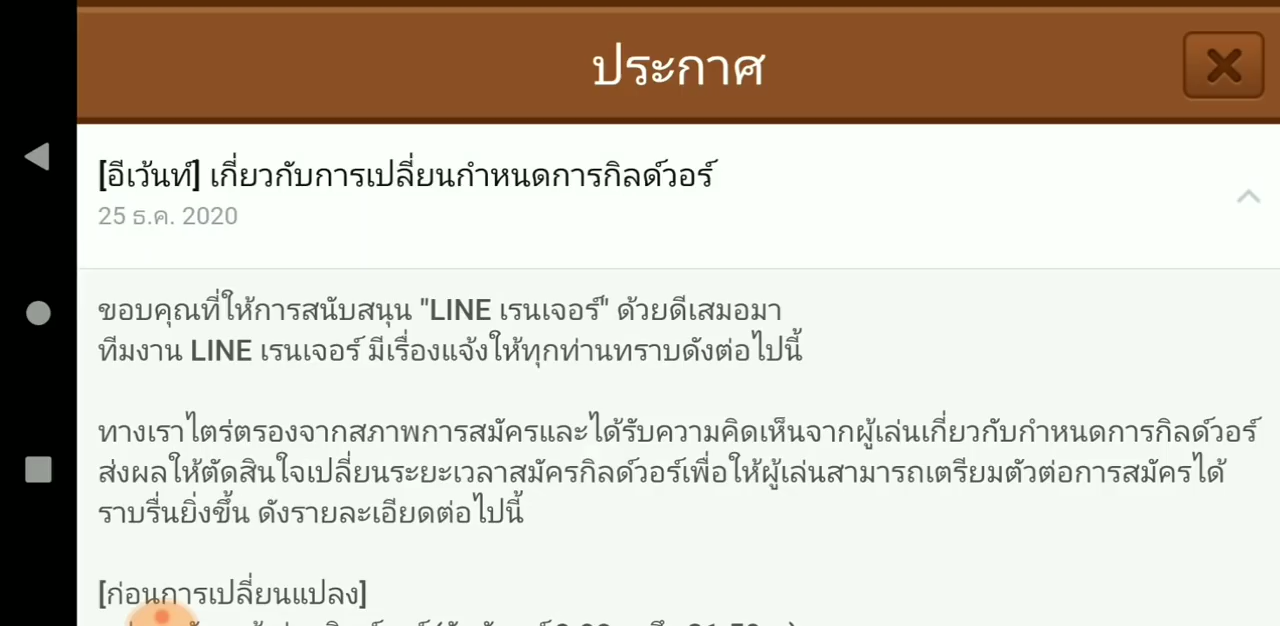 ประกาศ
[อีเว้นท์] เกี่ยวกับการเปลี่ยนกำหนดการกิลด์วอร์
25 ธ.ค. 2020
ขอบคุณที่ให้การสนับสนุน "LINE เรนเจอร์" ด้วยดีเสมอมา
ทีมงาน LINE เรนเจอร์ มีเรื่องแจ้งให้ทุกท่านทราบดังต่อไปนี้
ทางเราไตร่ตรองจากสภาพการสมัครและได้รับความคิดเห็นจากผู้เล่นเกี่ยวกับกำหนดการกิลด์วอร์
ส่งผลให้ตัดสินใจเปลี่ยนระยะเวลาสมัครกิลด์วอร์เพื่อให้ผู้เล่นสามารถเตรียมตัวต่อการสมัครได้
ราบรื่นยิ่งขึ้น ดังรายละเอียดต่อไปนี้
[ก่อนการเปลี่ยนแปลง]